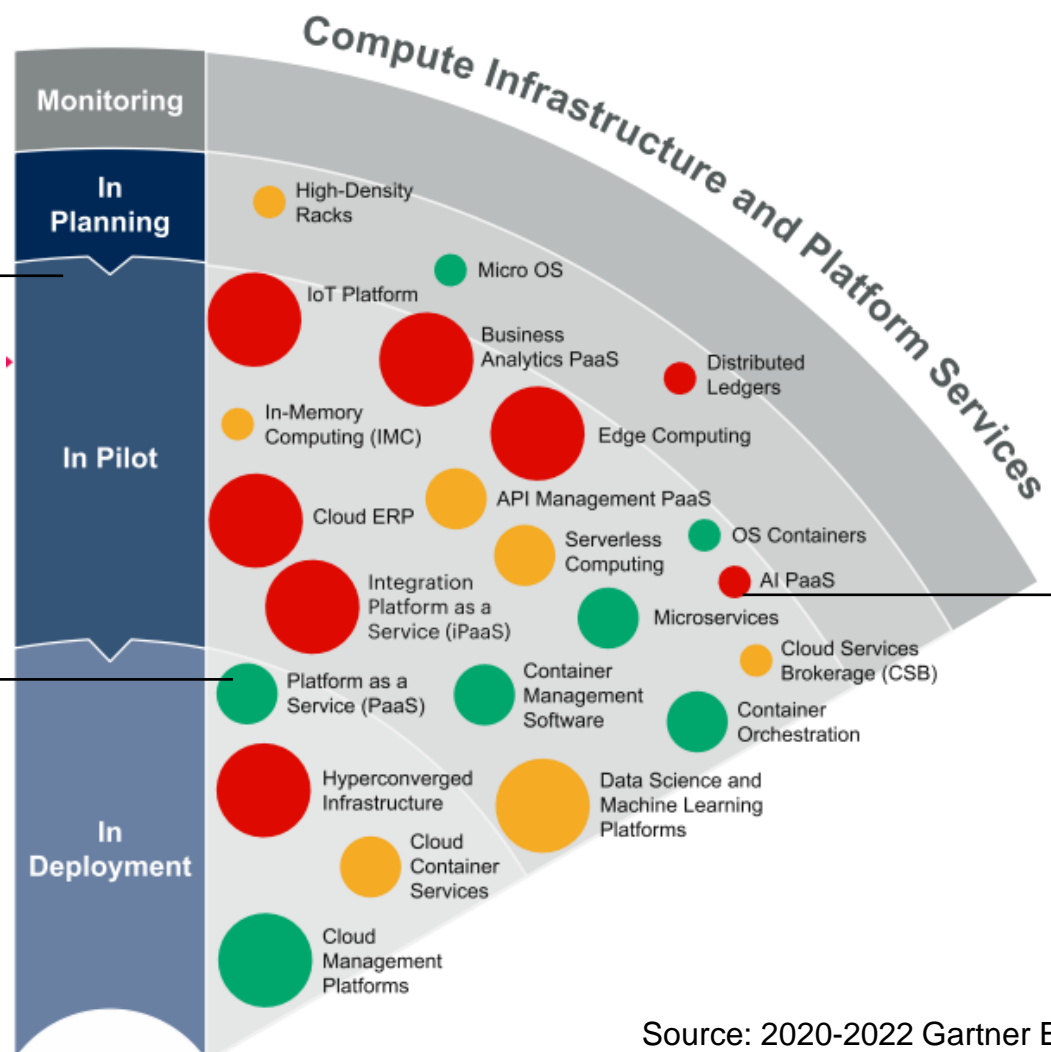 Compute Infrastructure and Platform Services
Monitoring
In
Planning
High-Density
Racks
Micro OS
IoT Platform
Business
Analytics PaaS
Distributed
Ledgers
In-Memory
Computing (IMC)
Edge Computing
In Pilot
API Management PaaS
Cloud ERP
Serverless
Computing
OS Containers
AI PaaS
Integration
Platform as a
Service (iPaaS)
Microservices
Cloud Services
Brokerage (CSB)
Platform as a
Service (PaaS)
Container
Management
Software
Container
Orchestration
Hyperconverged
Infrastructure
Data Science and
Machine Learning
Platforms
In
Deployment
Cloud
Container
Services
Cloud
Management
Platforms
Source: 2020-2022 Gartner